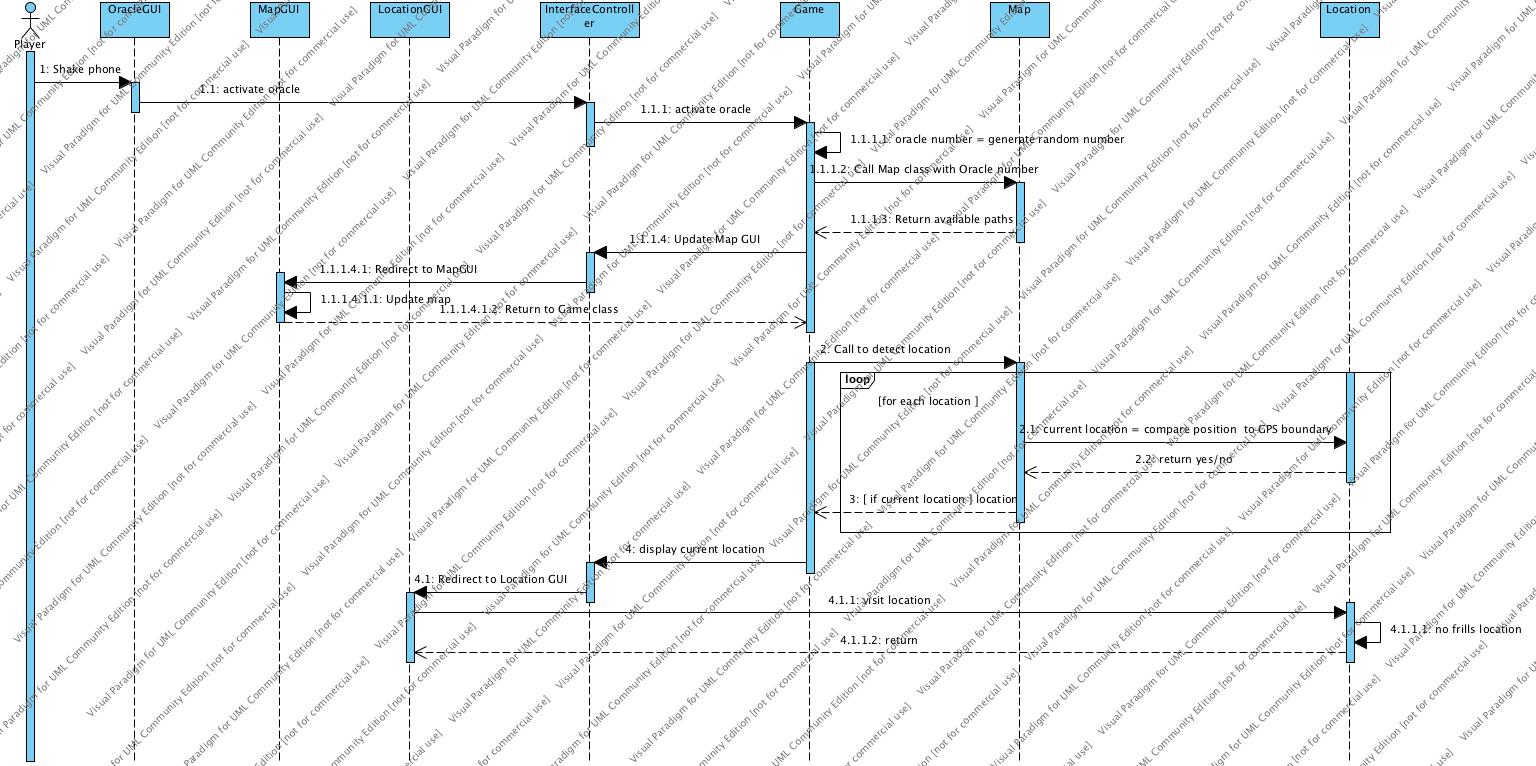 OracleGUI
MapGUI
LocationGUI
InterfaceControll
er
Game
Map
Location
Player
1: Shake phone
1.1: activate oracle
1.1.1: activate oracle
1.1.1.1: oracle number = generate random number
1.1.1.2: Call Map class with Oracle number
1.1.1.3: Return available paths
1.1.1.4: Update Map GUI
1.1.1.4.1: Redirect to MapGUI
1.1.1.4.1.1: Update map
1.1.1.4.1.2: Return to Game class
2: Call to detect location
loop
[for each location ]
2.1: current location = compare position  to GPS boundary
2.2: return yes/no
3: [ if current location ] location
4: display current location
4.1: Redirect to Location GUI
4.1.1: visit location
4.1.1.1: no frills location
4.1.1.2: return
Visual Paradigm for UML Community Edition [not for commercial use]